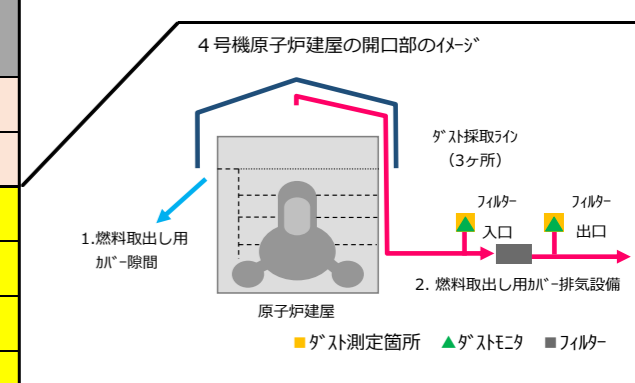 ４号機原子炉建屋の開口部のｲﾒｰｼﾞ
ﾀﾞｽﾄ採取ﾗｲﾝ
（3ヶ所）
ﾌｨﾙﾀｰ
入口
ﾌｨﾙﾀｰ
出口
1.燃料取出し用
ｶﾊﾞｰ隙間
2. 燃料取出し用ｶﾊﾞｰ排気設備
原子炉建屋
■ﾀﾞｽﾄ測定箇所 ▲ﾀﾞｽﾄﾓﾆﾀ ■ﾌｨﾙﾀｰ